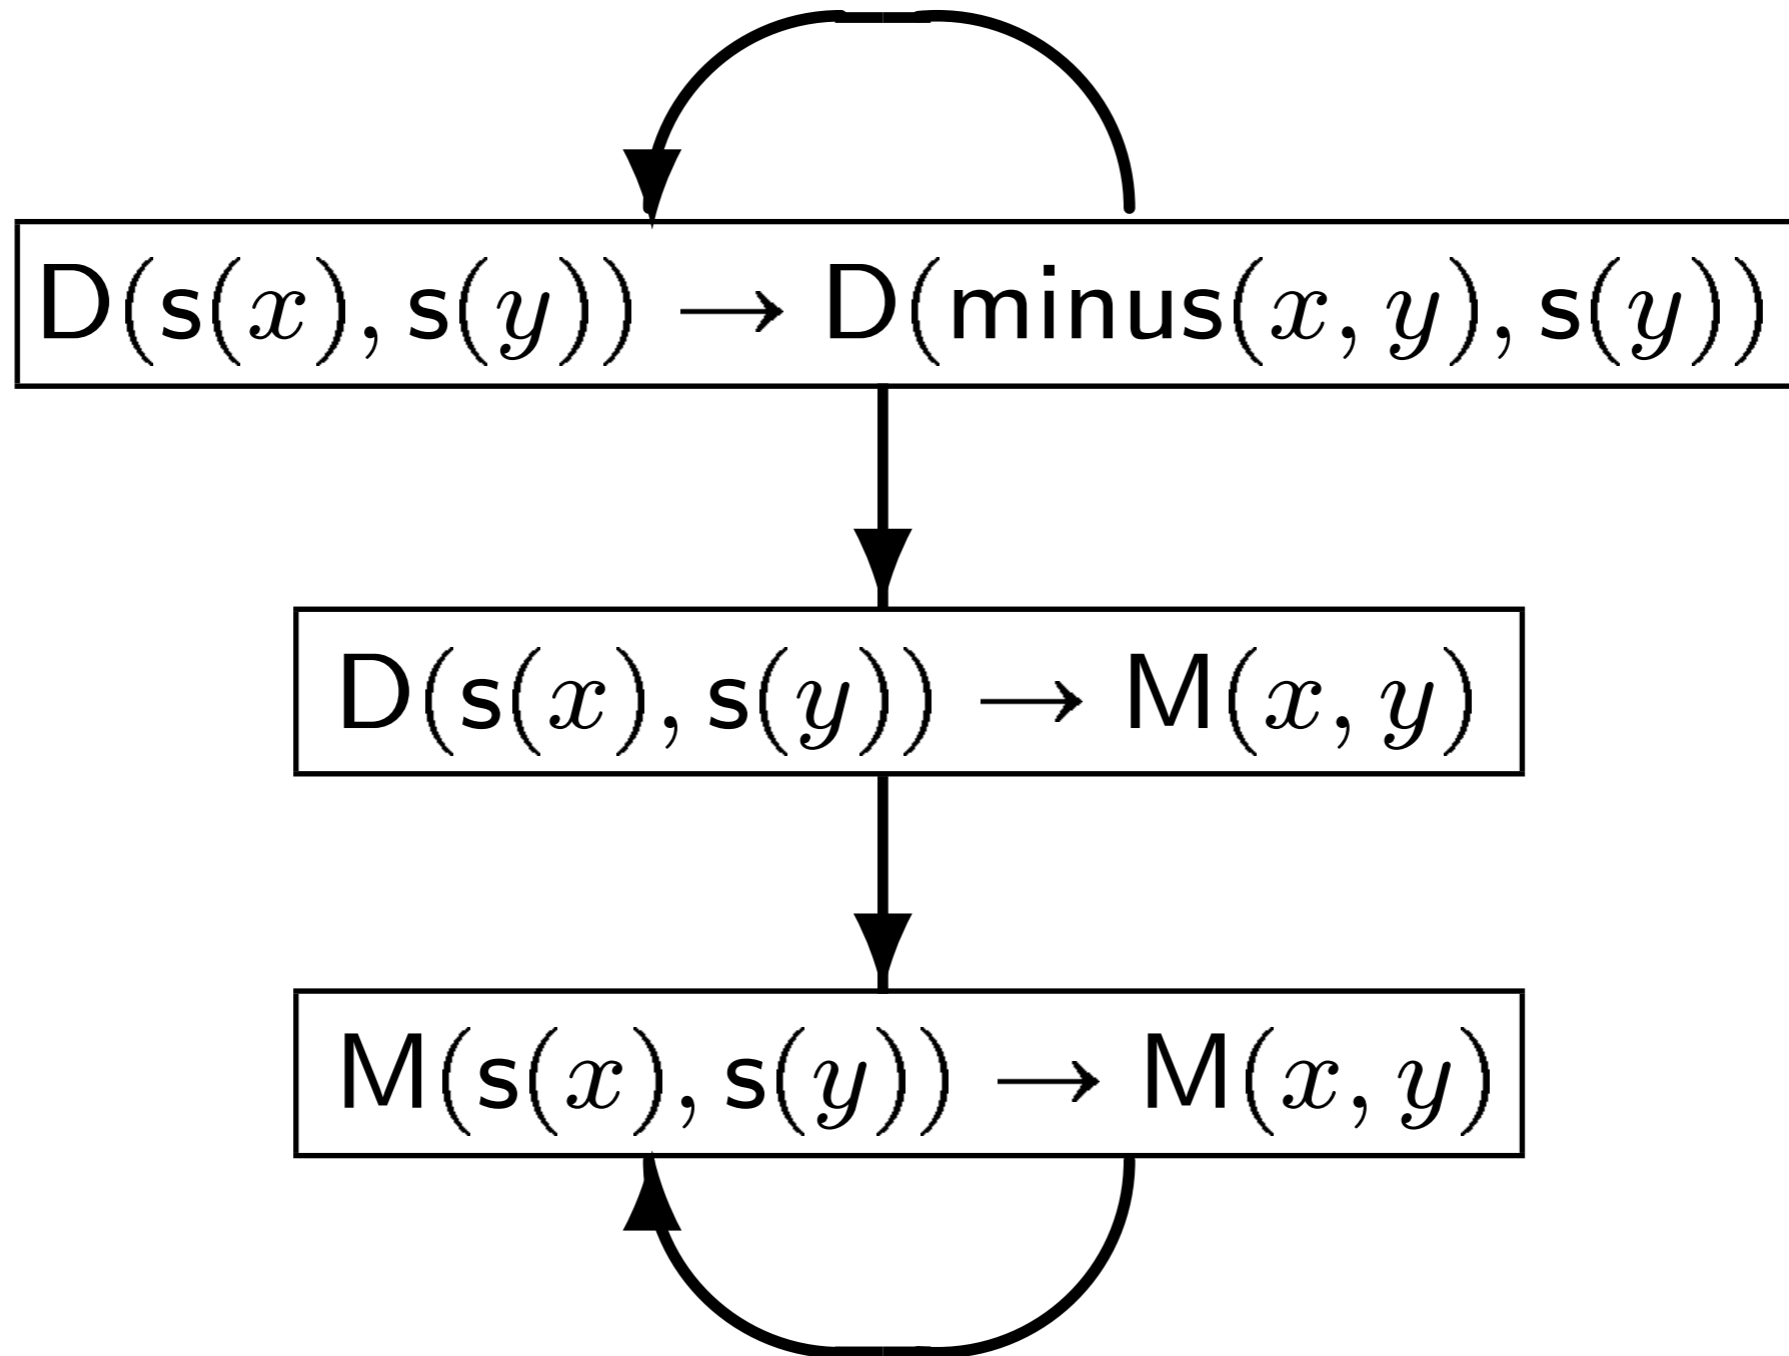 D(s(x), s(y)) → D(minus(x, y), s(y))
D(s(x), s(y)) → M(x, y)
M(s(x), s(y)) → M(x, y)